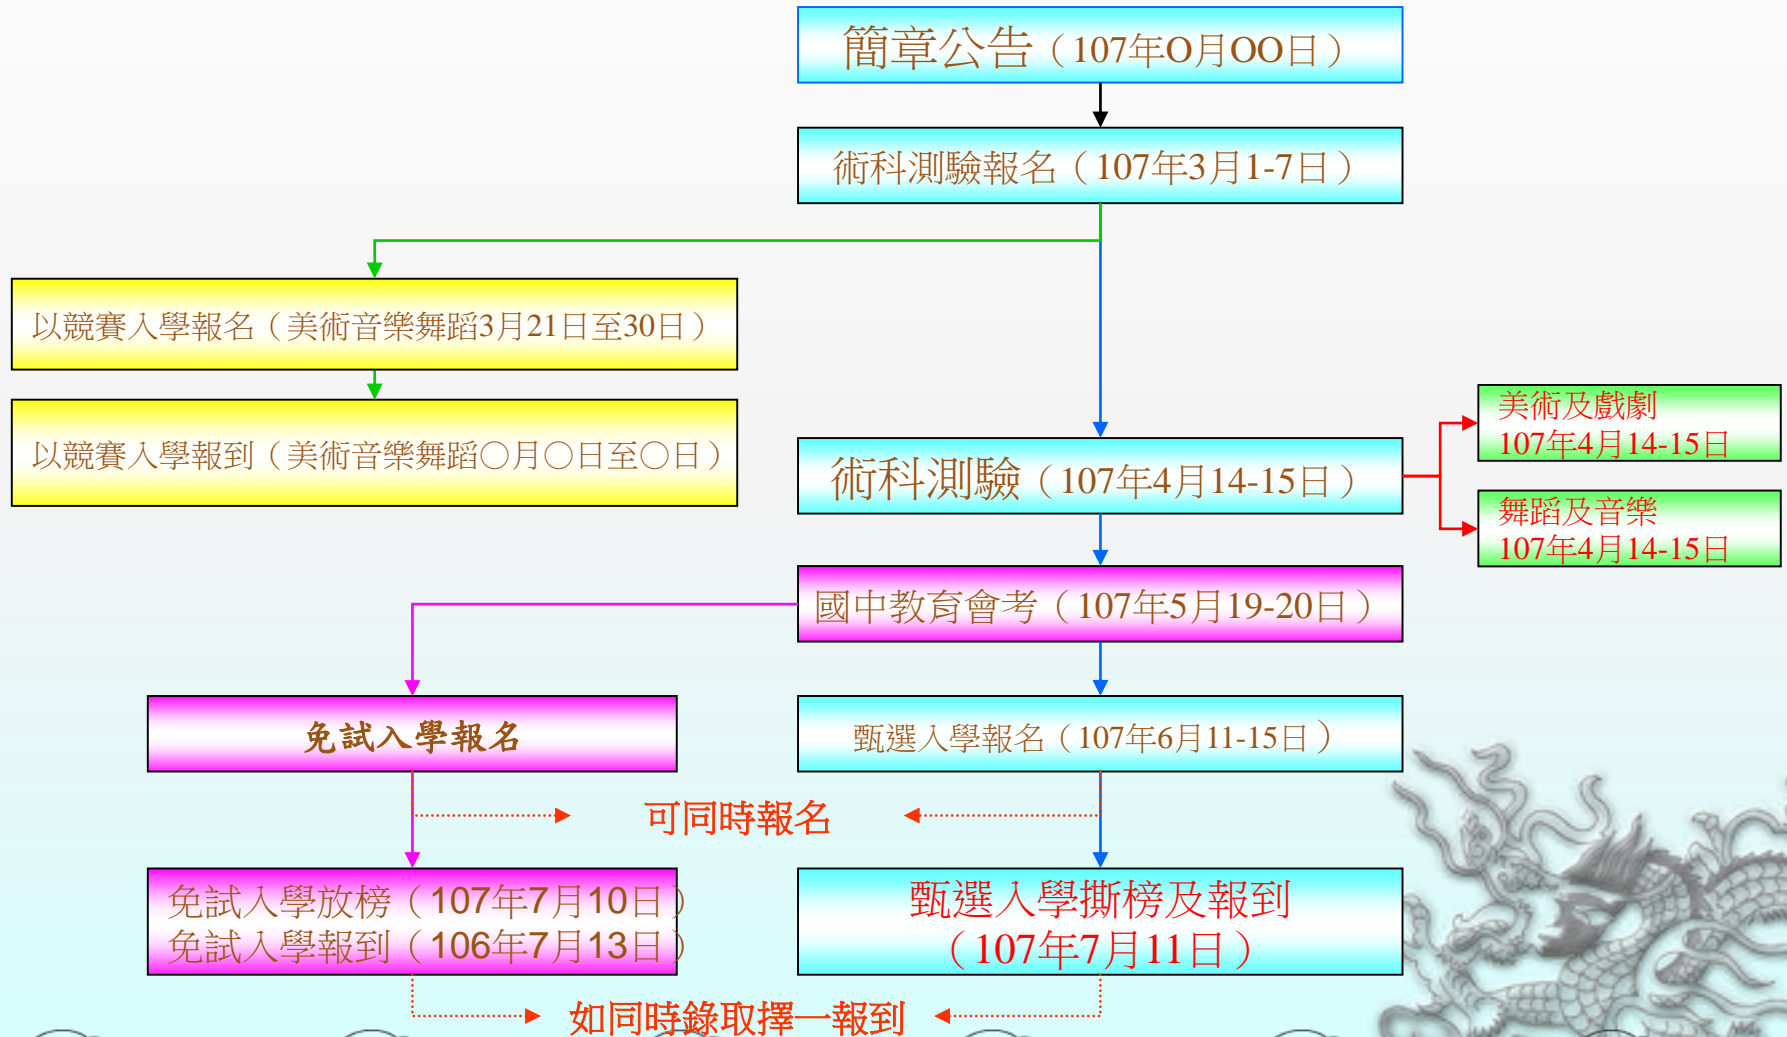 簡章公告（107年O月OO日）
術科測驗報名（107年3月1-7日）
以競賽入學報名（美術音樂舞蹈3月21日至30日）
以競賽入學報到（美術音樂舞蹈○月○日至○日）
術科測驗（107年4月14-15日）
美術及戲劇
107年4月14-15日
舞蹈及音樂
107年4月14-15日
國中教育會考（107年5月19-20日）
免試入學報名
甄選入學報名（107年6月11-15日）
可同時報名
免試入學放榜（107年7月10日）
免試入學報到（106年7月13日）
甄選入學撕榜及報到
（107年7月11日）
如同時錄取擇一報到